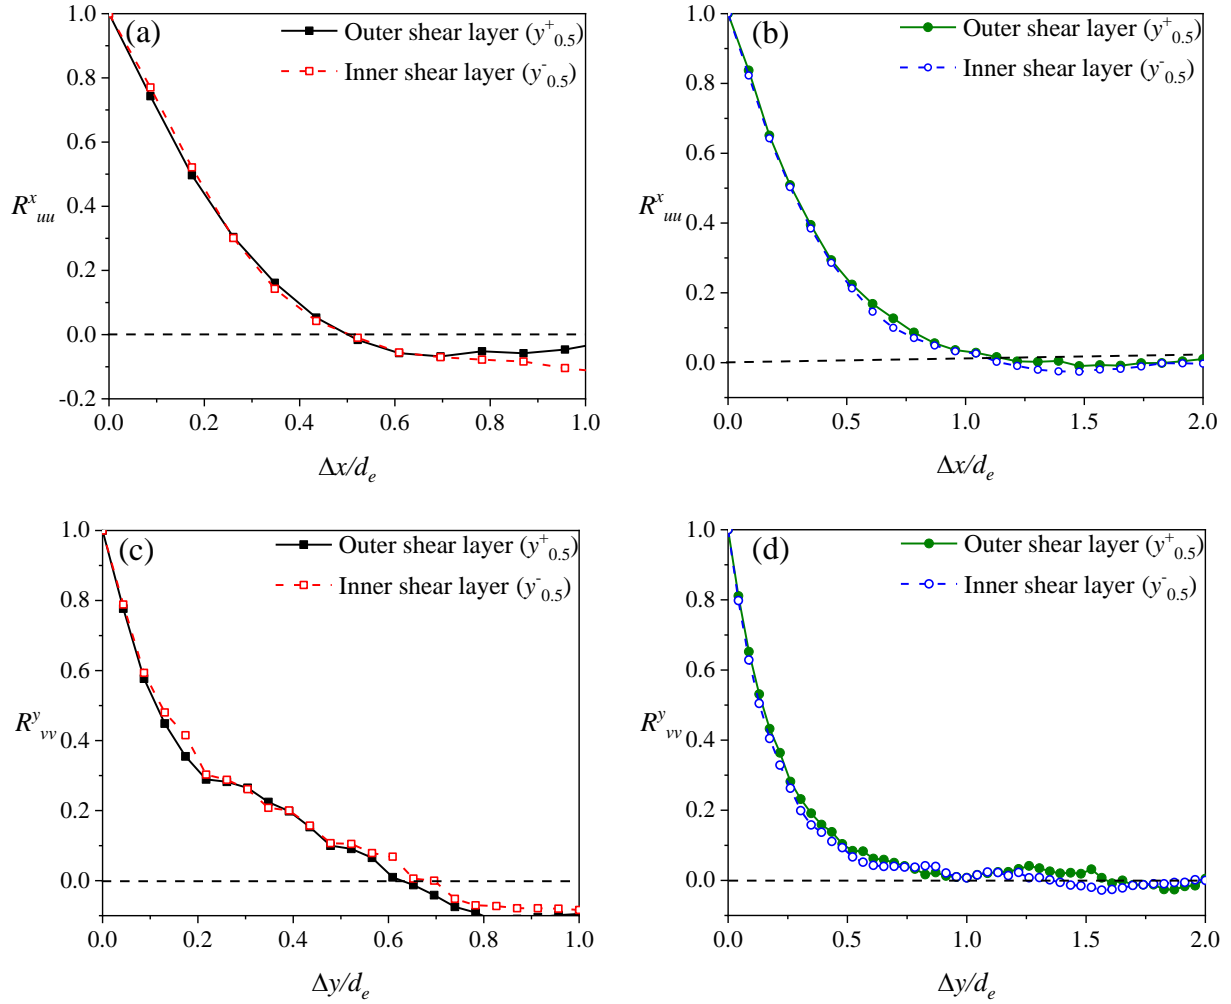 (a)
Outer shear layer (y⁺₀.₅)
Inner shear layer (y⁻₀.₅)
1.0
0.8
0.6
0.4
0.2
0.0
-0.2
Rˣᵤᵤ
0.0 0.2 0.4 0.6 0.8 1.0
Δx/dₑ
(b)
Outer shear layer (y⁺₀.₅)
Inner shear layer (y⁻₀.₅)
1.0
0.8
0.6
0.4
0.2
0.0
Rˣᵤᵤ
0.0 0.5 1.0 1.5 2.0
Δx/dₑ
(c)
Outer shear layer (y⁺₀.₅)
Inner shear layer (y⁻₀.₅)
1.0
0.8
0.6
0.4
0.2
0.0
Rʸᵥᵥ
0.0 0.2 0.4 0.6 0.8 1.0
Δy/dₑ
(d)
Outer shear layer (y⁺₀.₅)
Inner shear layer (y⁻₀.₅)
1.0
0.8
0.6
0.4
0.2
0.0
Rʸᵥᵥ
0.0 0.5 1.0 1.5 2.0
Δy/dₑ